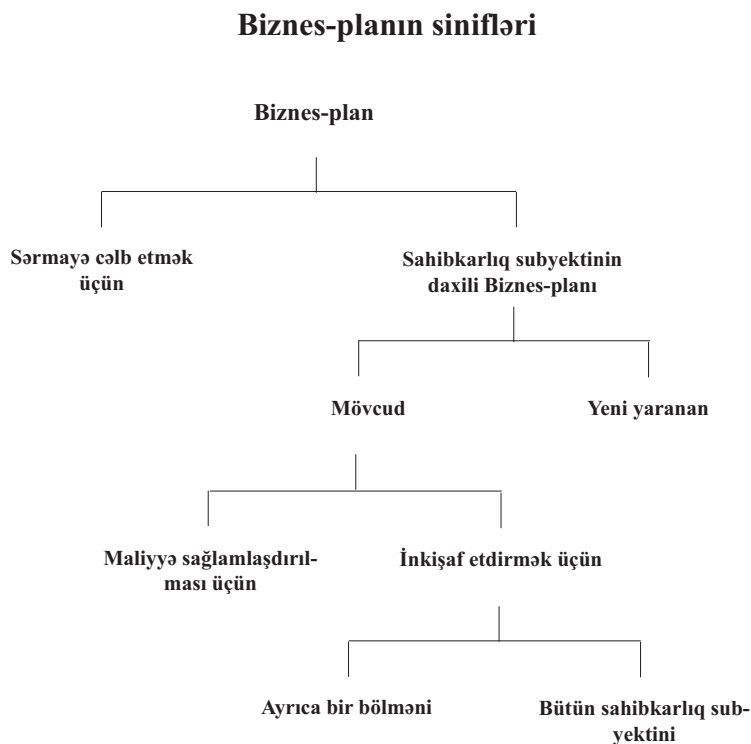 Biznes-planın sinifləri
Biznes-plan
Sərmayə cəlb etmək
üçün
Sahibkarlıq subyektinin
daxili Biznes-planı
Mövcud
Yeni yaranan
Maliyyə sağlamlaşdırıl-
ması üçün
İnkişaf etdirmək üçün
Ayrıca bir bölməni
Bütün sahibkarlıq sub-
yektini